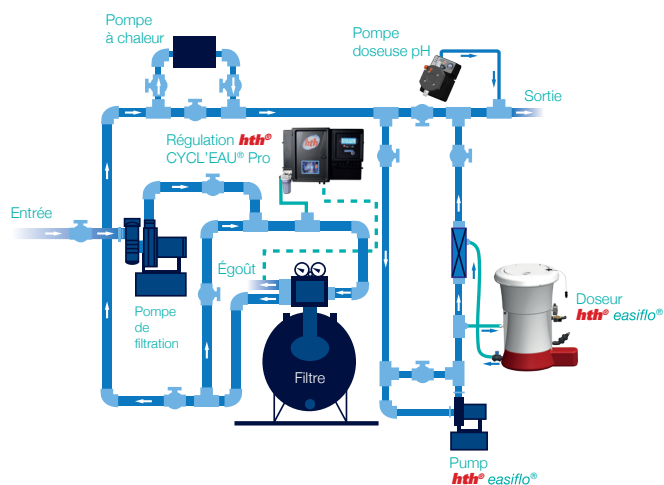 Pompe
à chaleur
Pompe
doseuse pH
Sortie
Régulation hth®
CYCL'EAU® Pro
hth
Entrée
Égoût
Pompe
de
filtration
Filtre
Doseur
hth® easiflo®
Pump
hth® easiflo®